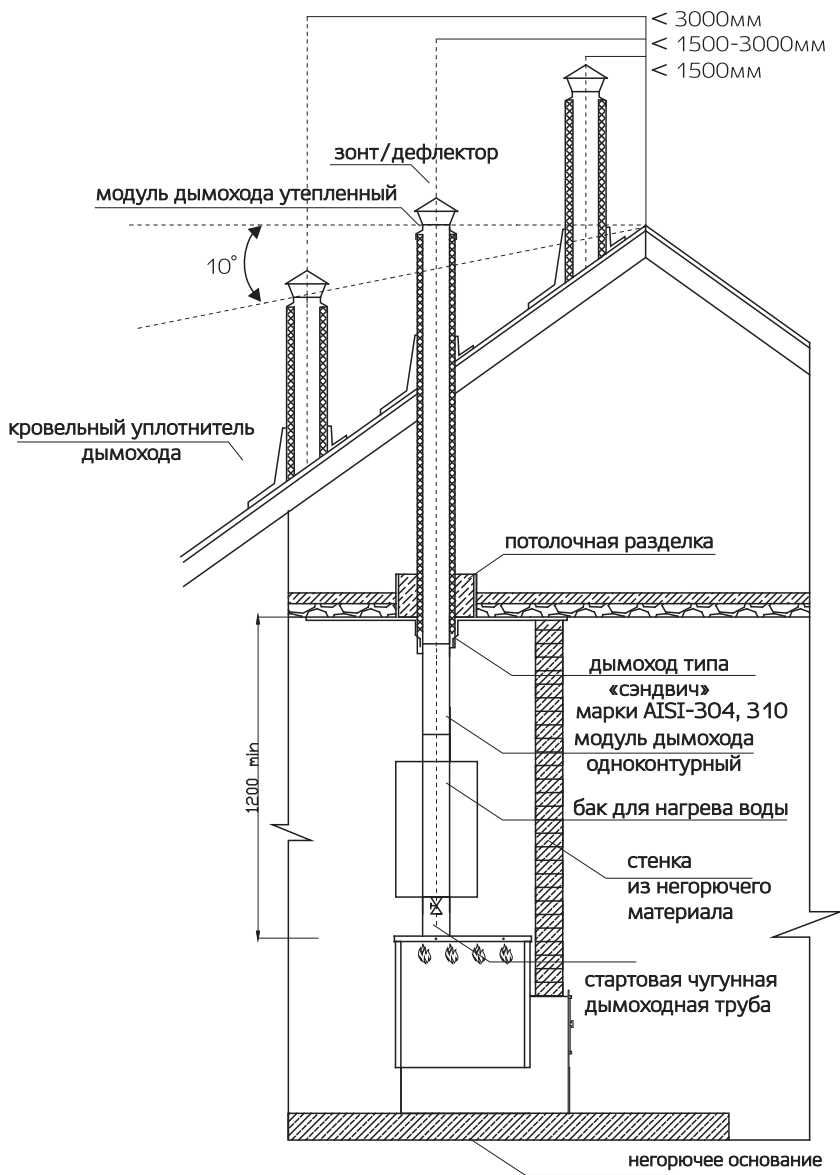 < 3000мм
< 1500-3000мм
< 1500мм
зонт/дефлектор
модуль дымохода утепленный
10°
кровельный уплотнитель
дымохода
потолочная разделка
дымоход типа
«сэндвич»
марки AISI-304, 310
модуль дымохода
одноконтурный
1200 min
бак для нагрева воды
стенка
из негорючего
материала
стартовая чугунная
дымоходная труба
негорючее основание